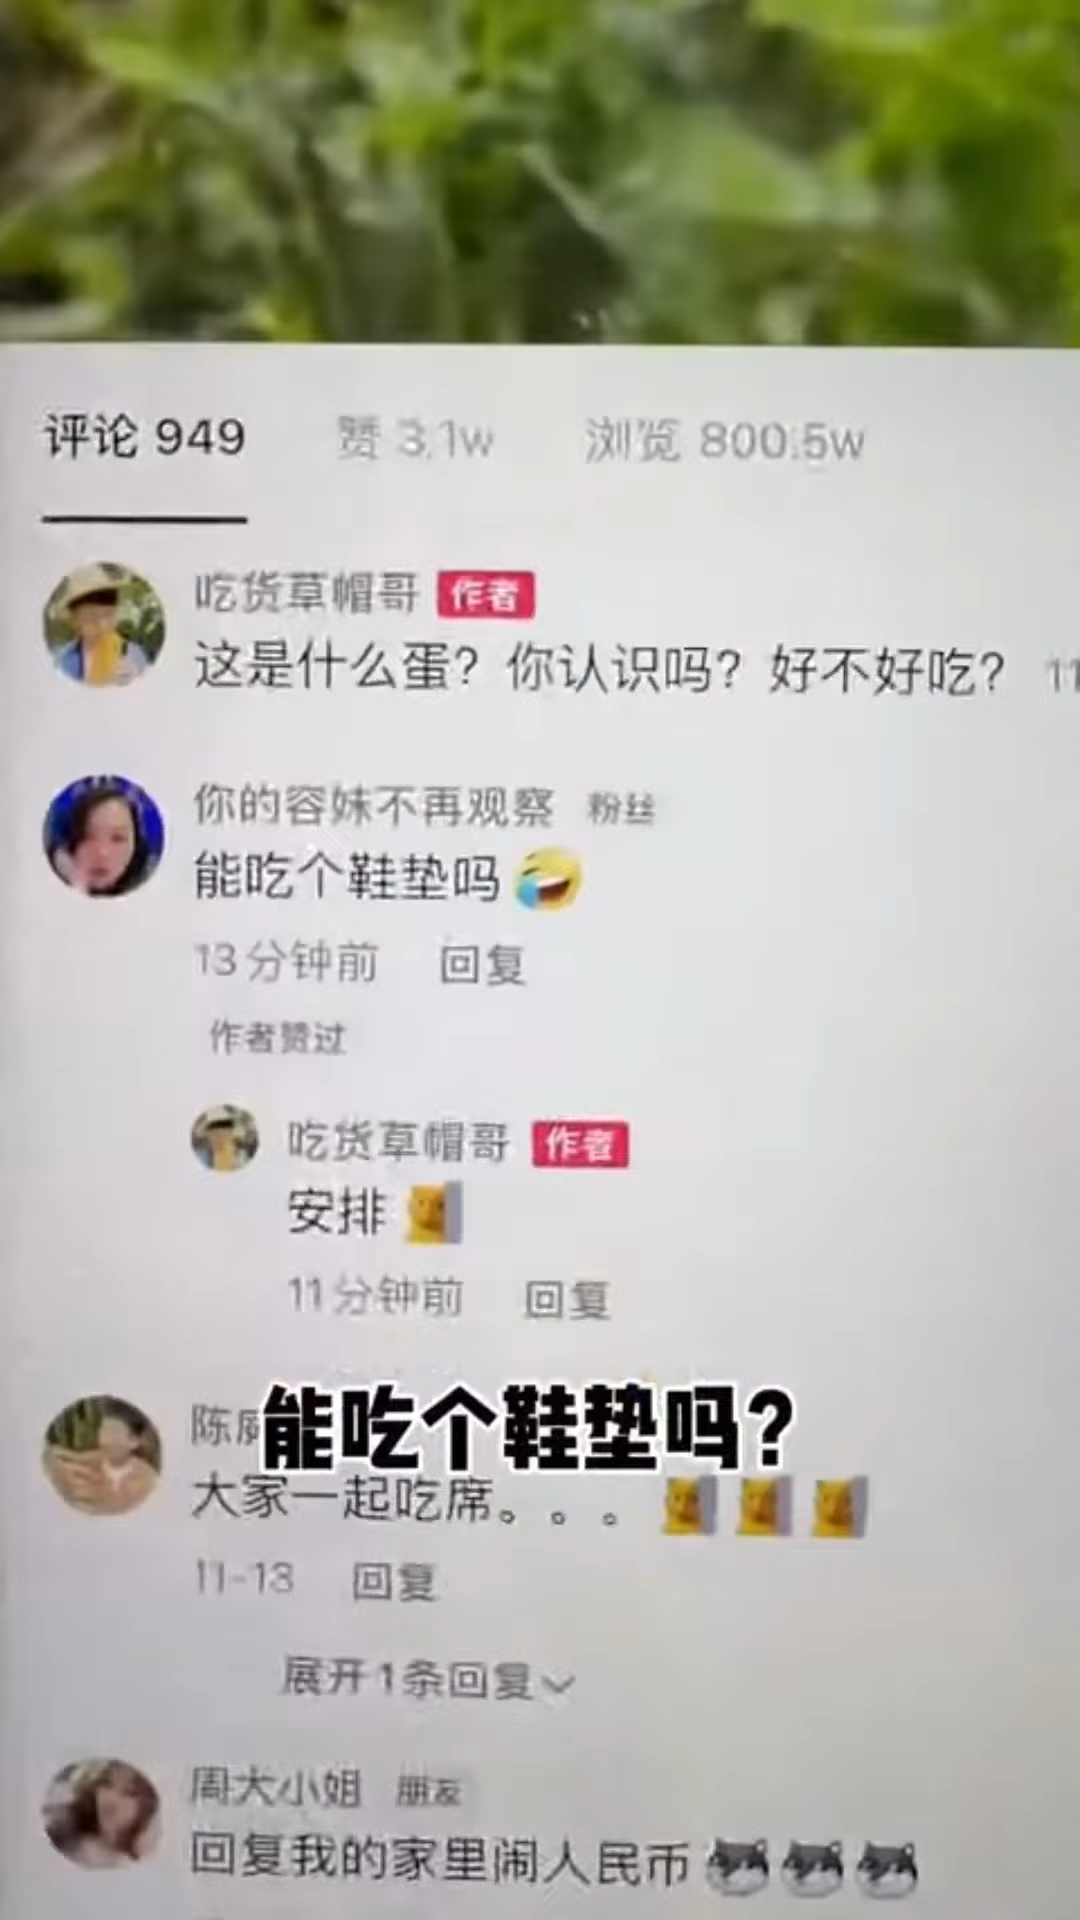 评论 949 赞 3.1w 浏览 800.5w
吃货草帽哥 作者
这是什么蛋？你认识吗？好不好吃？ 11
你的容妹不再观察 粉丝
能吃个鞋垫吗
13分钟前 回复
作者赞过
吃货草帽哥 作者
安排
11分钟前 回复
陈
能吃个鞋垫吗？
大家一起吃席。。。
11-13 回复
展开1条回复
周大小姐 朋友
回复我的家里闹人民币